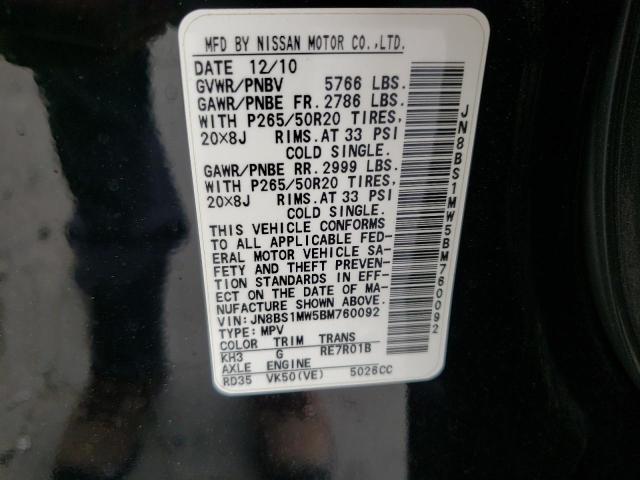 MFD BY NISSAN MOTOR CO.,LTD.
DATE 12/10
GVWR/PNBV 5766 LBS.
GAWR/PNBE FR. 2786 LBS.
WITH P265/50R20 TIRES,
20×8J RIMS.AT 33 PSI
COLD SINGLE.
GAWR/PNBE RR. 2999 LBS.
WITH P265/50R20 TIRES,
20×8J RIMS.AT 33 PSI
COLD SINGLE.
THIS VEHICLE CONFORMS
TO ALL APPLICABLE FED-
ERAL MOTOR VEHICLE SA-
FETY AND THEFT PREVEN-
TION STANDARDS IN EFF-
ECT ON THE DATE OF MA-
NUFACTURE SHOWN ABOVE.
VIN:JN8BS1MW5BM760092
TYPE:MPV
COLOR TRIM TRANS
KH3 G RE7R01B
AXLE ENGINE
RD35 VK50(VE) 5026CC
JN8BS1MW5BM760092